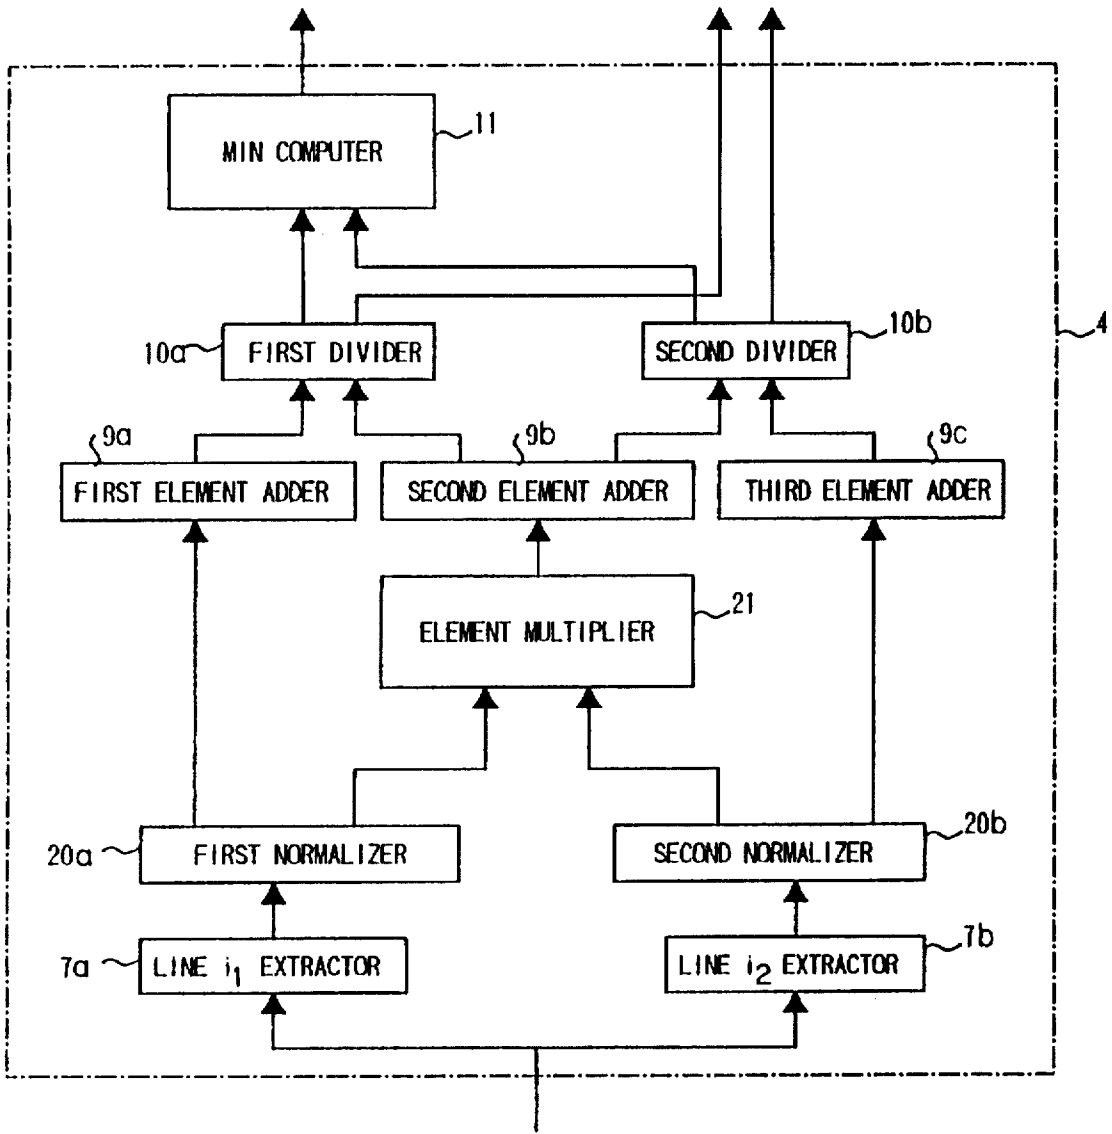 11
MIN COMPUTER
10a
FIRST DIVIDER
SECOND DIVIDER
10b
4
9a
9b
9c
FIRST ELEMENT ADDER
SECOND ELEMENT ADDER
THIRD ELEMENT ADDER
21
ELEMENT MULTIPLIER
20a
FIRST NORMALIZER
SECOND NORMALIZER
20b
7a
LINE i1 EXTRACTOR
LINE i2 EXTRACTOR
7b